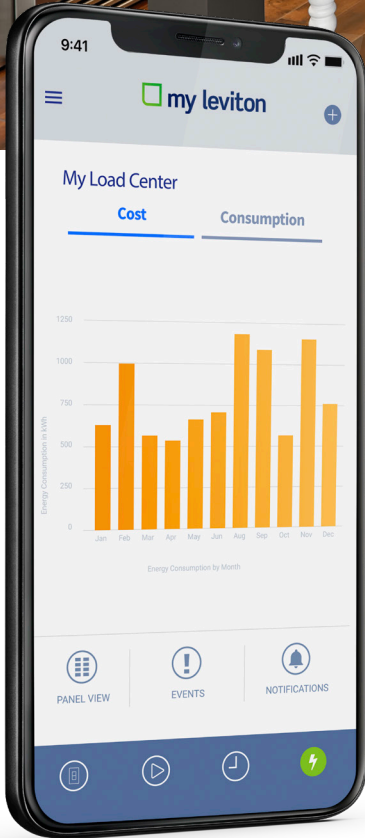 9:41
my leviton
My Load Center
Cost Consumption
1250
1000
750
500
250
0
Energy Consumption in kWh
Jan Feb Mar Apr May Jun Aug Sep Oct Nov Dec
Energy Consumption by Month
PANEL VIEW EVENTS NOTIFICATIONS